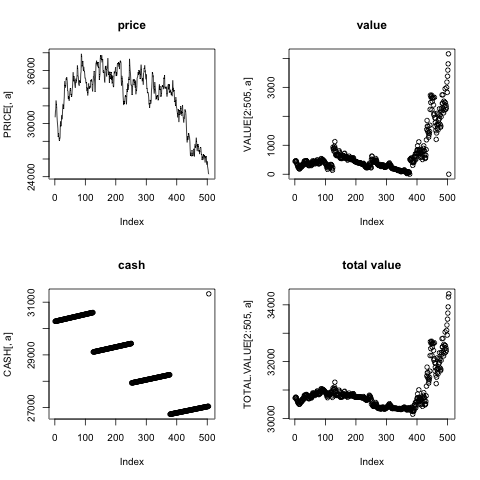 price
PRICE[, a]
24000 30000 36000
0 100 200 300 400 500
Index
value
VALUE[2:505, a]
0 1000 3000
0 100 200 300 400 500
Index
cash
CASH[, a]
27000 29000 31000
0 100 200 300 400 500
Index
total value
TOTAL.VALUE[2:505, a]
30000 32000 34000
0 100 200 300 400 500
Index